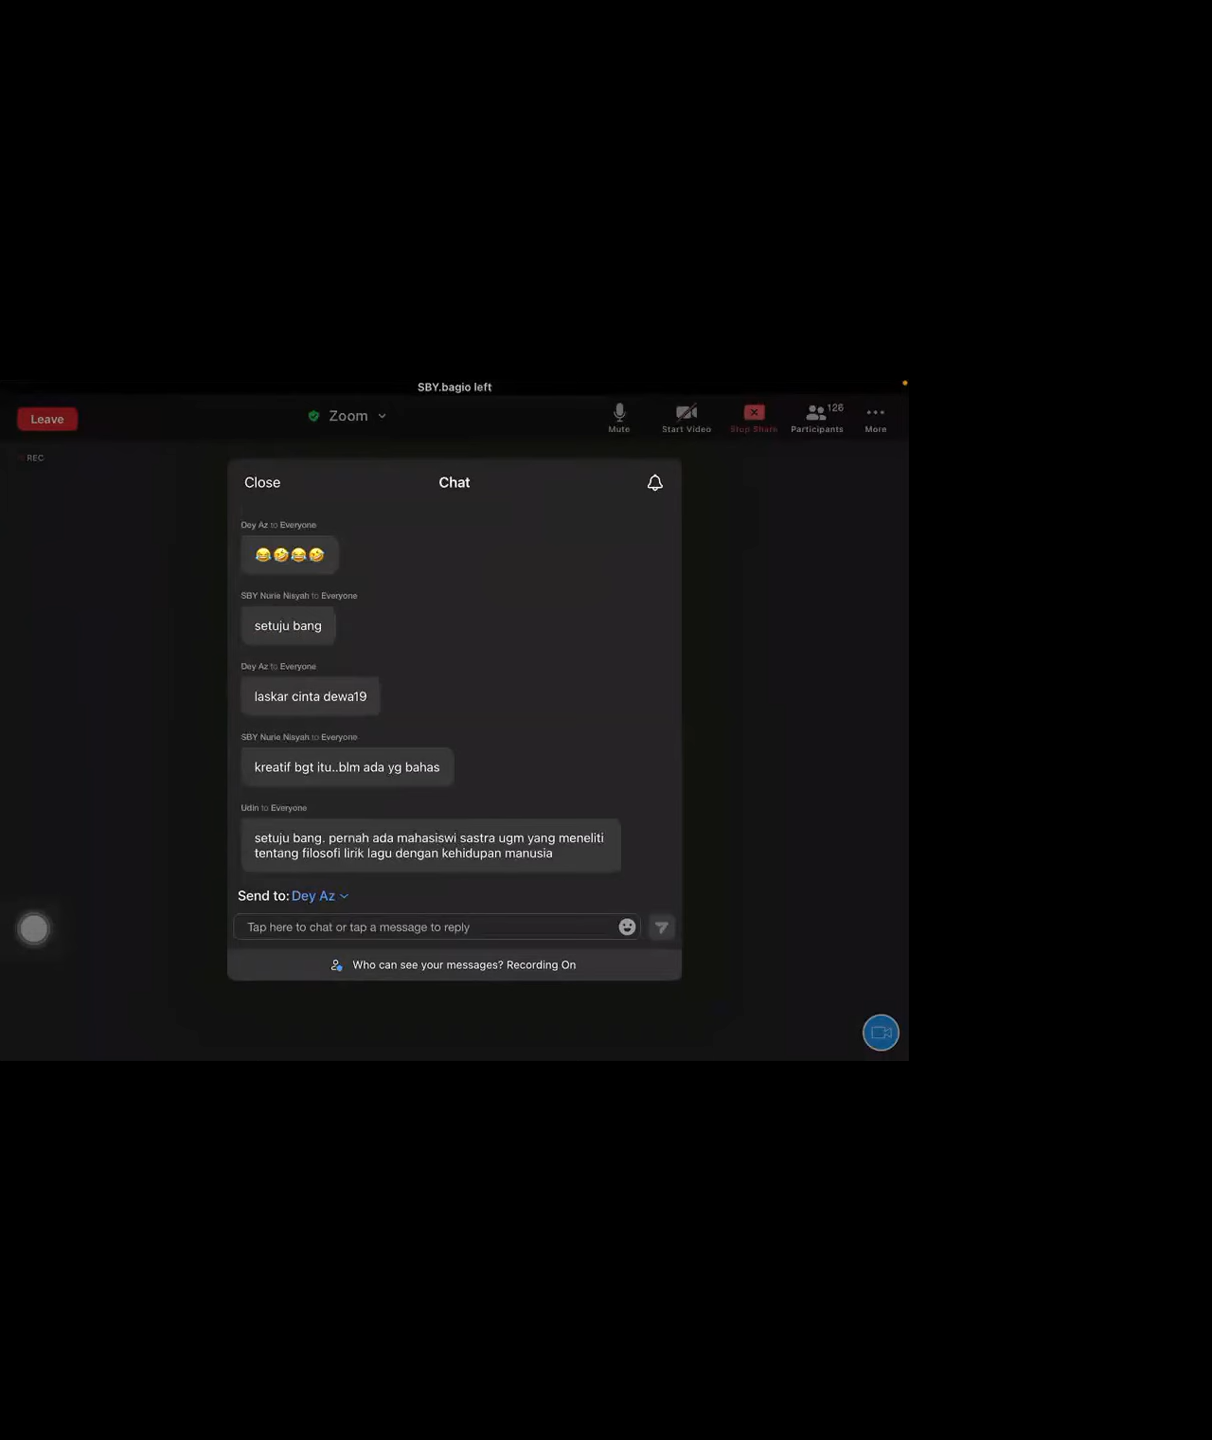 SBY.bagio left
Leave
Zoom
Mute
Start Video
Stop Share
126
Participants
More
REC
Close
Chat
Dey Az to Everyone
😂🤣😂🤣
SBY Nurie Nisyah to Everyone
setuju bang
Dey Az to Everyone
laskar cinta dewa19
SBY Nurie Nisyah to Everyone
kreatif bgt itu..blm ada yg bahas
Udin to Everyone
setuju bang. pernah ada mahasiswi sastra ugm yang meneliti
tentang filosofi lirik lagu dengan kehidupan manusia
Send to: Dey Az
Tap here to chat or tap a message to reply
Who can see your messages? Recording On